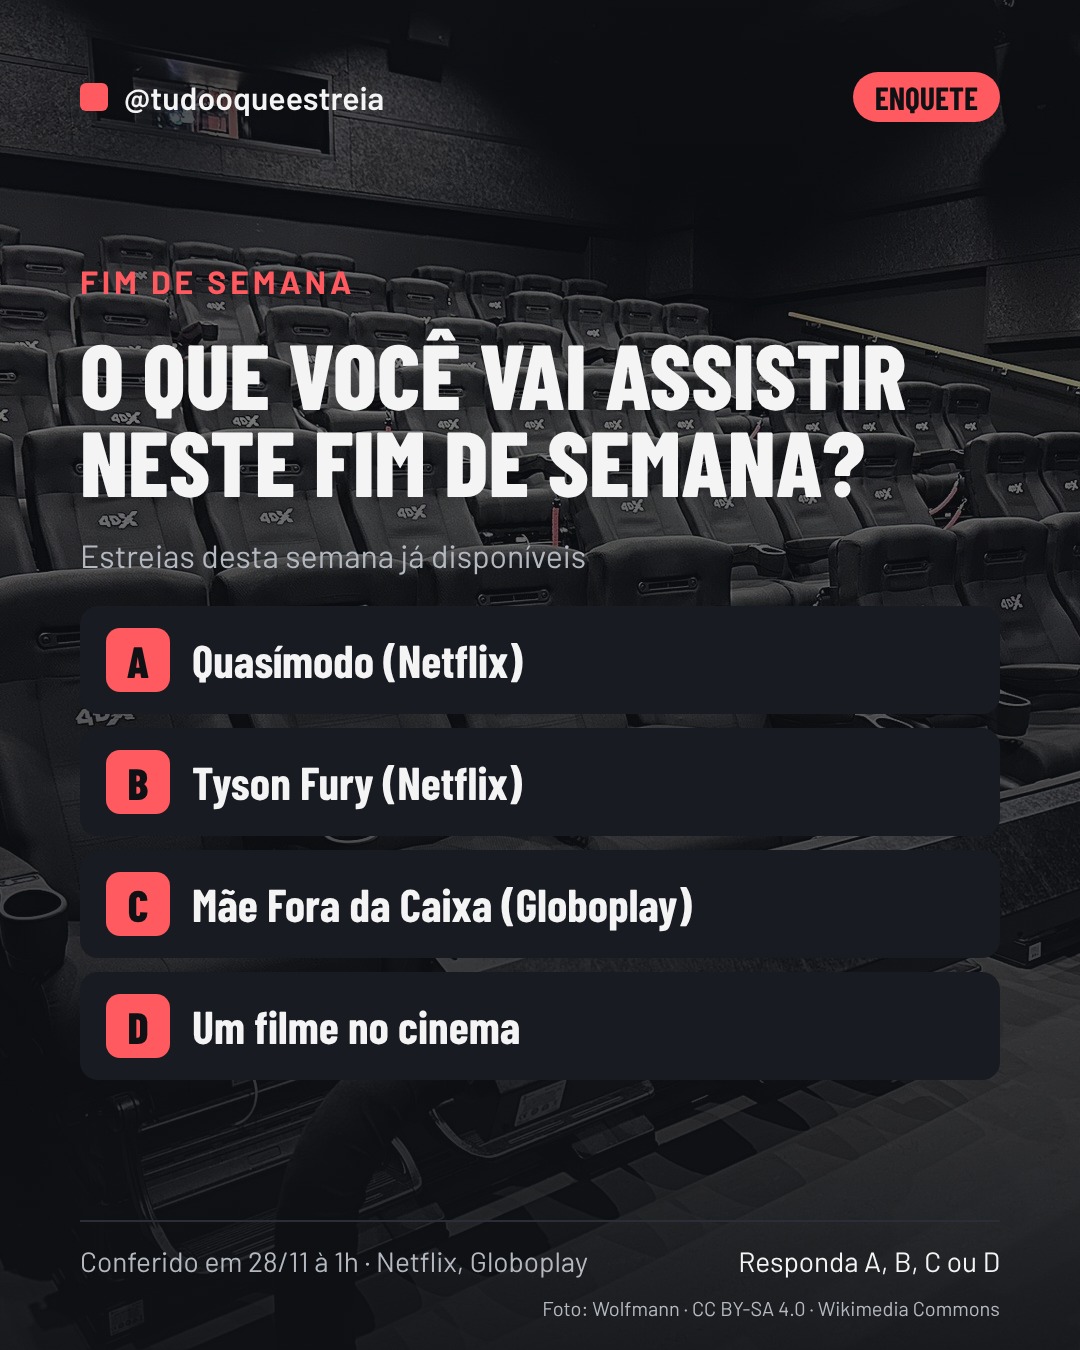 @tudooqueestreia
ENQUETE
FIM DE SEMANA
O QUE VOCÊ VAI ASSISTIR
NESTE FIM DE SEMANA?
Estreias desta semana já disponíveis
A Quasímodo (Netflix)
B Tyson Fury (Netflix)
C Mãe Fora da Caixa (Globoplay)
D Um filme no cinema
Conferido em 28/11 à 1h · Netflix, Globoplay
Responda A, B, C ou D
Foto: Wolfmann · CC BY-SA 4.0 · Wikimedia Commons
4DX